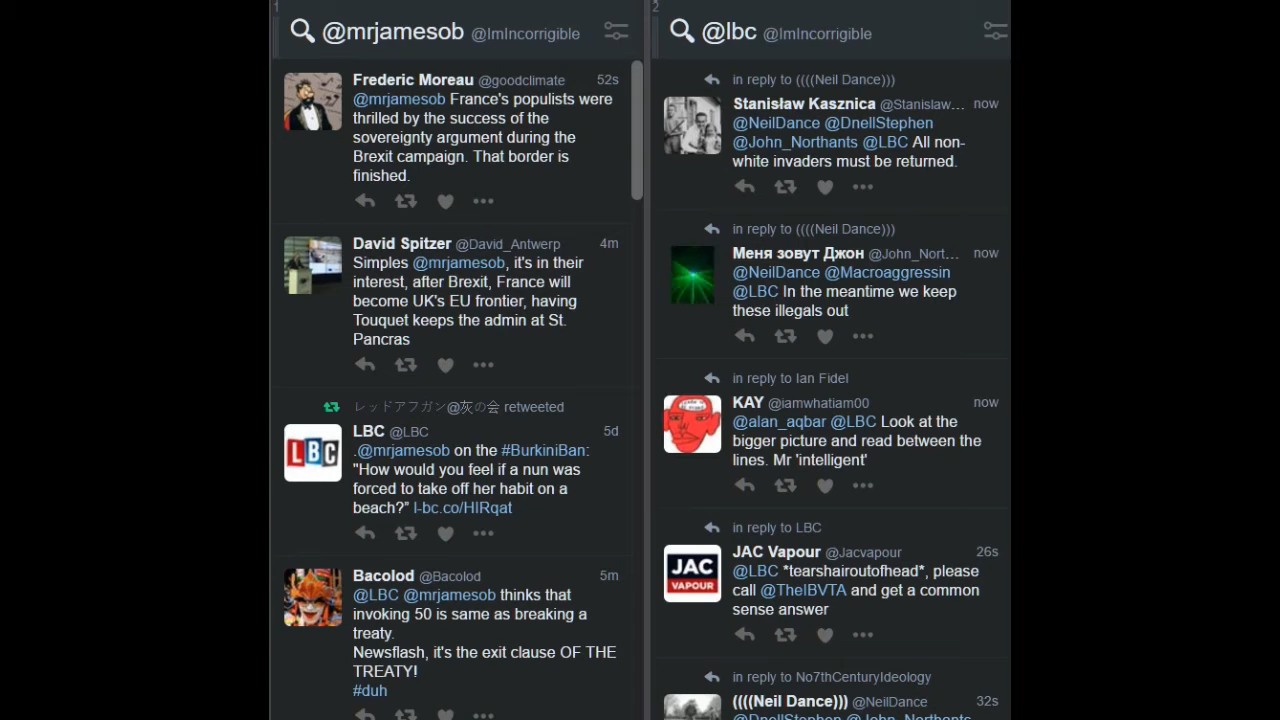 1
@mrjamesob @ImIncorrigible
Frederic Moreau @goodclimate 52s
@mrjamesob France's populists were
thrilled by the success of the
sovereignty argument during the
Brexit campaign. That border is
finished.
David Spitzer @David_Antwerp 4m
Simples @mrjamesob, it's in their
interest, after Brexit, France will
become UK's EU frontier, having
Touquet keeps the admin at St.
Pancras
レッドアフガン@灰の会 retweeted
LBC @LBC 5d
.@mrjamesob on the #BurkiniBan:
"How would you feel if a nun was
forced to take off her habit on a
beach?" l-bc.co/HIRqat
LBC
Bacolod @Bacolod 5m
@LBC @mrjamesob thinks that
invoking 50 is same as breaking a
treaty.
Newsflash, it's the exit clause OF THE
TREATY!
#duh
2
@lbc @ImIncorrigible
in reply to ((((Neil Dance)))
Stanisław Kasznica @Stanislaw... now
@NeilDance @DnellStephen
@John_Northants @LBC All non-
white invaders must be returned.
in reply to ((((Neil Dance)))
Меня зовут Джон @John_Nort... now
@NeilDance @Macroaggressin
@LBC In the meantime we keep
these illegals out
in reply to Ian Fidel
KAY @iamwhatiam00 now
@alan_aqbar @LBC Look at the
bigger picture and read between the
lines. Mr 'intelligent'
in reply to LBC
JAC Vapour @Jacvapour 26s
@LBC *tearshairoutofhead*, please
call @TheIBVTA and get a common
sense answer
JAC
VAPOUR
in reply to No7thCenturyIdeology
((((Neil Dance))) @NeilDance 32s
@DnellStephen @John_Northants